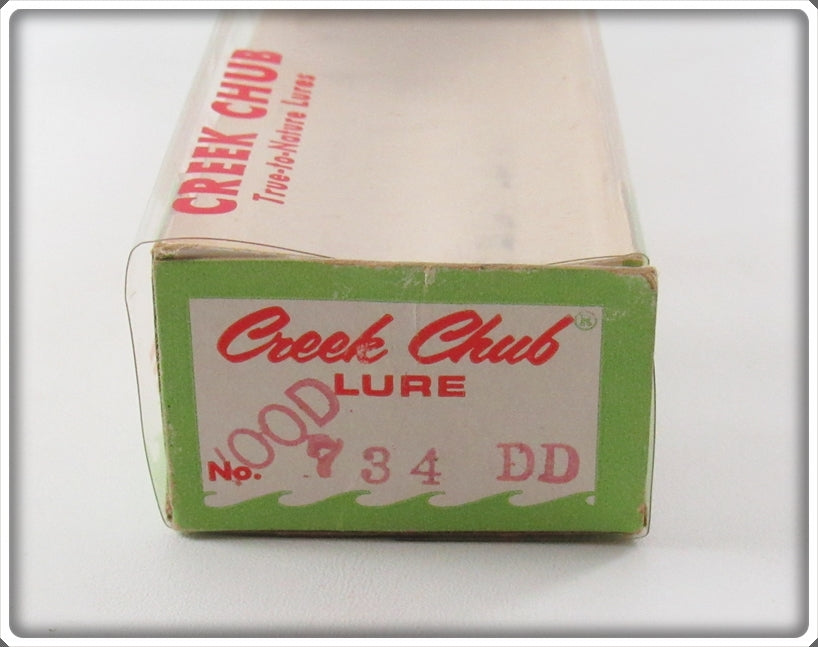 CREEK CHUB
True-to-Nature Lures
Creek Chub ®
LURE
WOOD
No. 734 DD